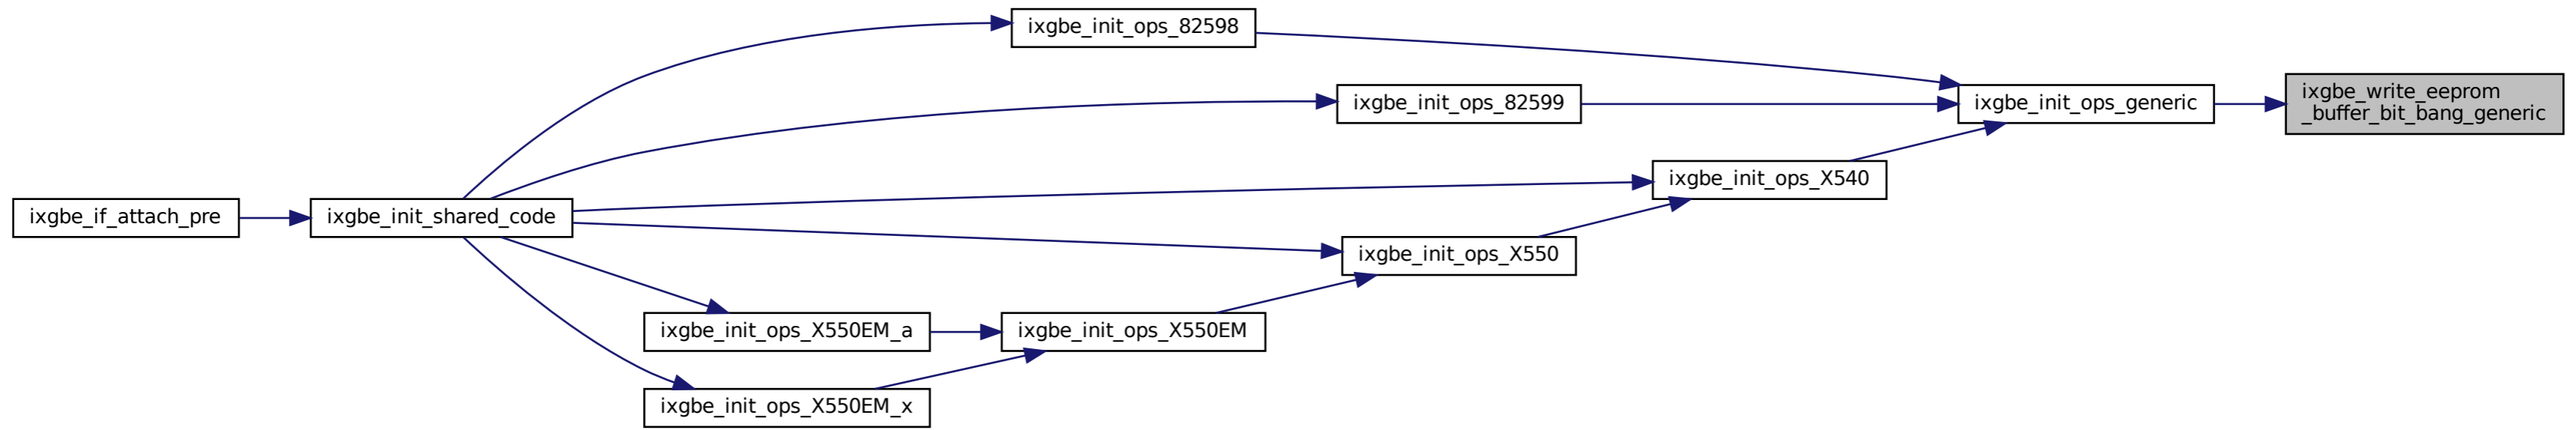 ixgbe_init_ops_82598
ixgbe_write_eeprom
_buffer_bit_bang_generic
ixgbe_init_ops_82599
ixgbe_init_ops_generic
ixgbe_init_ops_X540
ixgbe_if_attach_pre
ixgbe_init_shared_code
ixgbe_init_ops_X550
ixgbe_init_ops_X550EM_a
ixgbe_init_ops_X550EM
ixgbe_init_ops_X550EM_x